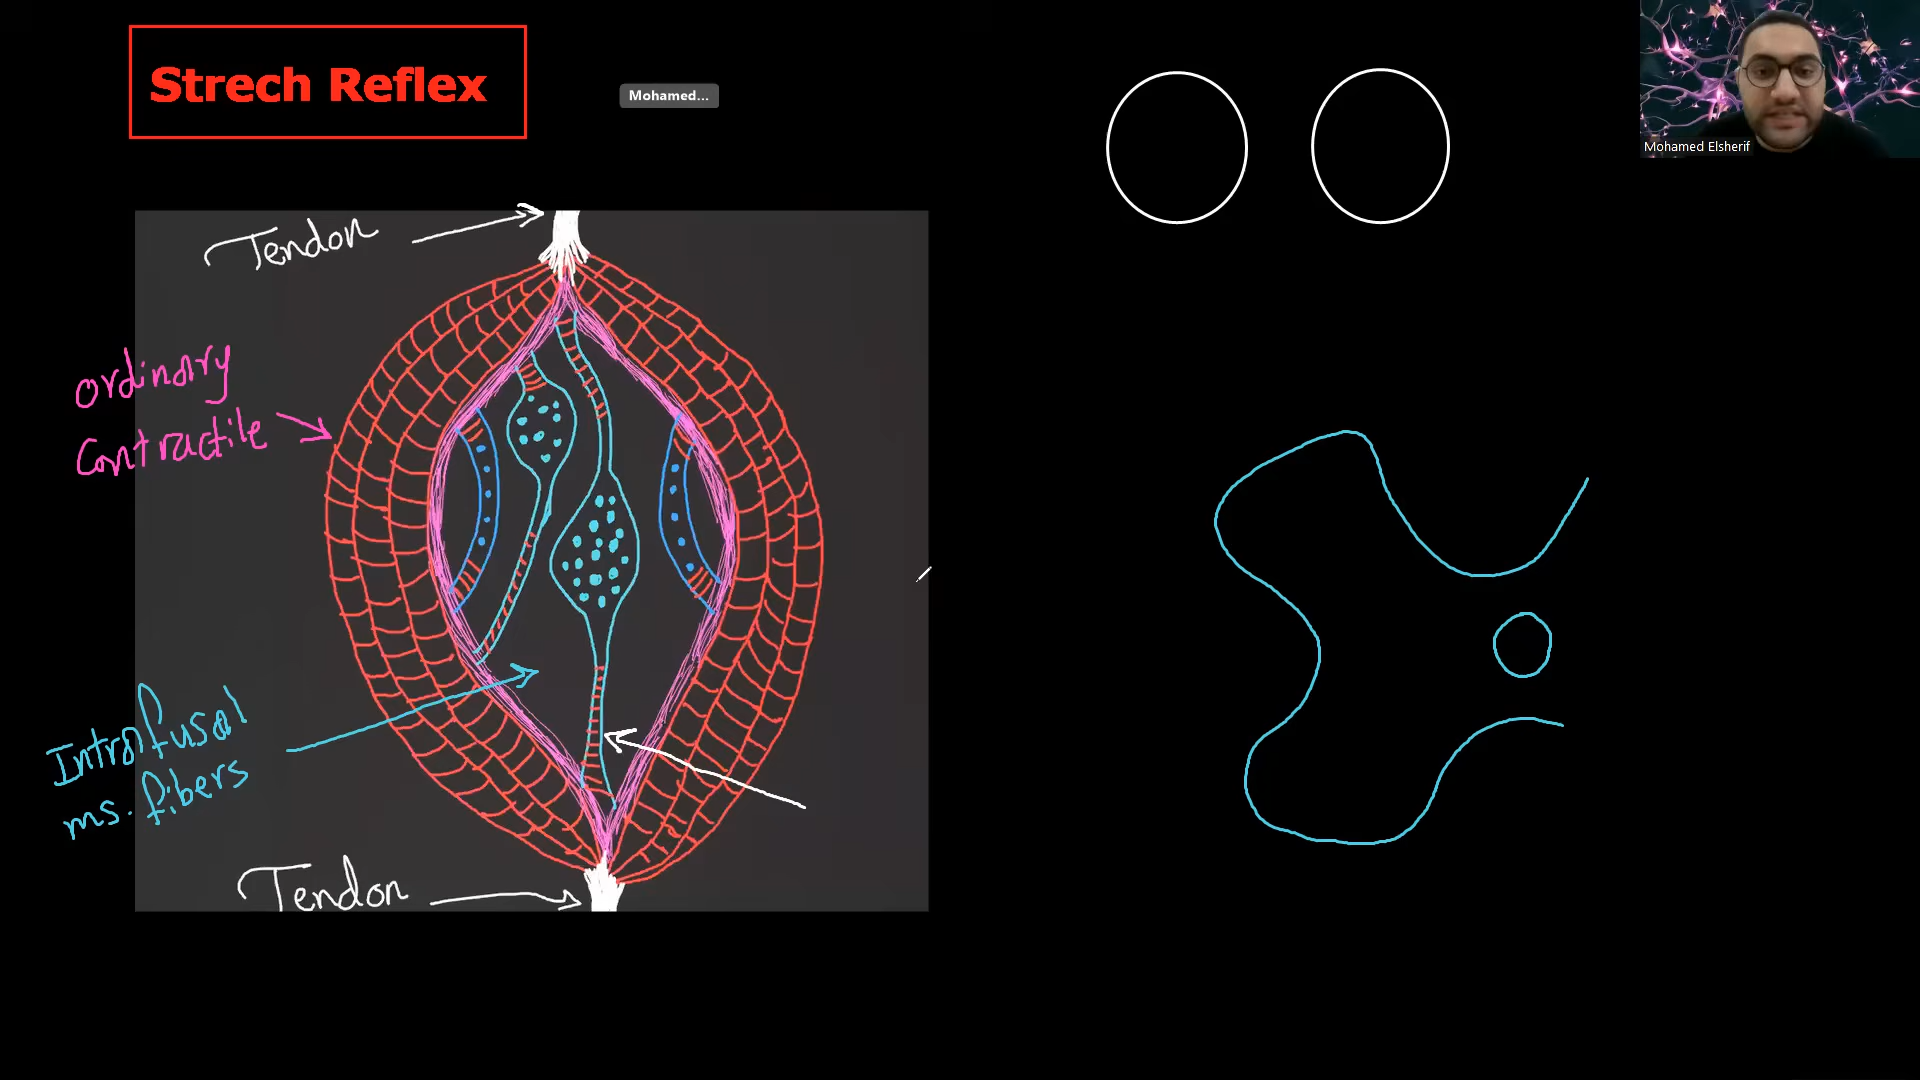 Strech Reflex
Mohamed...
Mohamed Elsherif
Tendon
ordinary
Contractile
Intrafusal
ms. fibers
Tendon